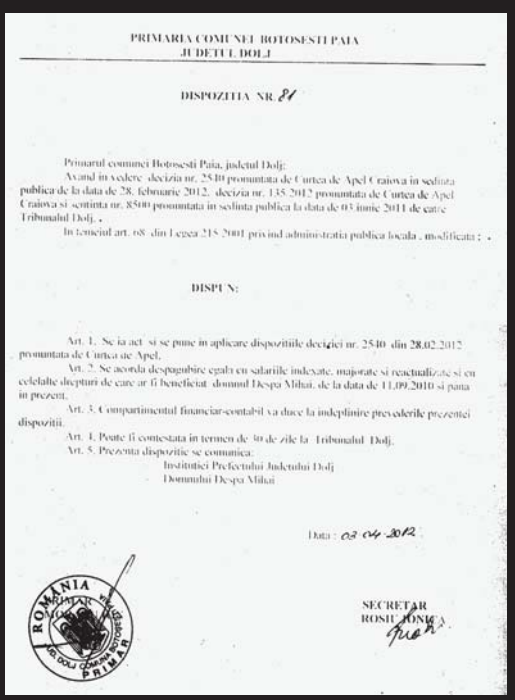 PRIMARIA COMUNEI BOTOSESTI PAIA
JUDETUL DOLJ
DISPOZITIA NR. 81
Primarul comunei Botosesti Paia, judetul Dolj;
Avand in vedere decizia nr. 2540 pronuntata de Curtea de Apel Craiova in sedinta
publica de la data de 28. februarie 2012, decizia nr. 135 2012 pronuntata de Curtea de Apel
Craiova si sentinta nr. 8500 pronuntata in sedinta publica la data de 03 iunie 2011 de catre
Tribunalul Dolj.
In temeiul art. 68 din Legea 215 2001 privind administratia publica locala , modificata ;
DISPUN:
Art. 1. Se ia act si se pune in aplicare dispozitiile deciziei nr. 2540 din 28.02.2012
pronuntata de Curtea de Apel.
Art. 2. Se acorda despagubire egala cu salariile indexate, majorate si reactualizate si cu
celelalte drepturi de care ar fi beneficiat domnul Despa Mihai, de la data de 11.09.2010 si pana
in prezent.
Art. 3. Compartimentul financiar-contabil va duce la indeplinire prevederile prezentei
dispozitii.
Art. 4. Poate fi contestata in termen de 30 de zile la Tribunalul Dolj.
Art. 5. Prezenta dispozitie se comunica:
Institutiei Prefectului Judetului Dolj
Domnului Despa Mihai
Data : 03-04-2012
ROMÂNIA
PRIMAR
JUD. DOLJ COMUNA BOTOSESTI PAIA
PRIMAR
SECRETAR
ROSIU IONICA